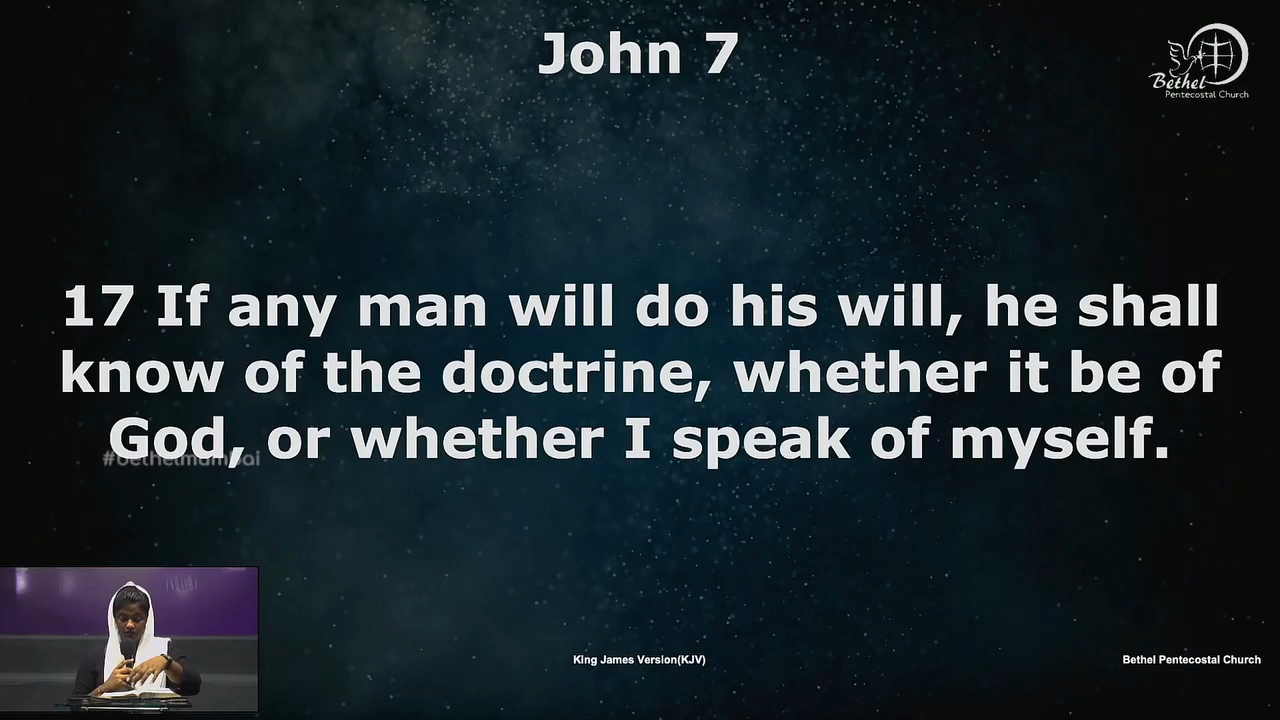 John 7
Bethel
Pentecostal Church
17 If any man will do his will, he shall
know of the doctrine, whether it be of
God, or whether I speak of myself.
#bethelmumbai
King James Version(KJV)
Bethel Pentecostal Church